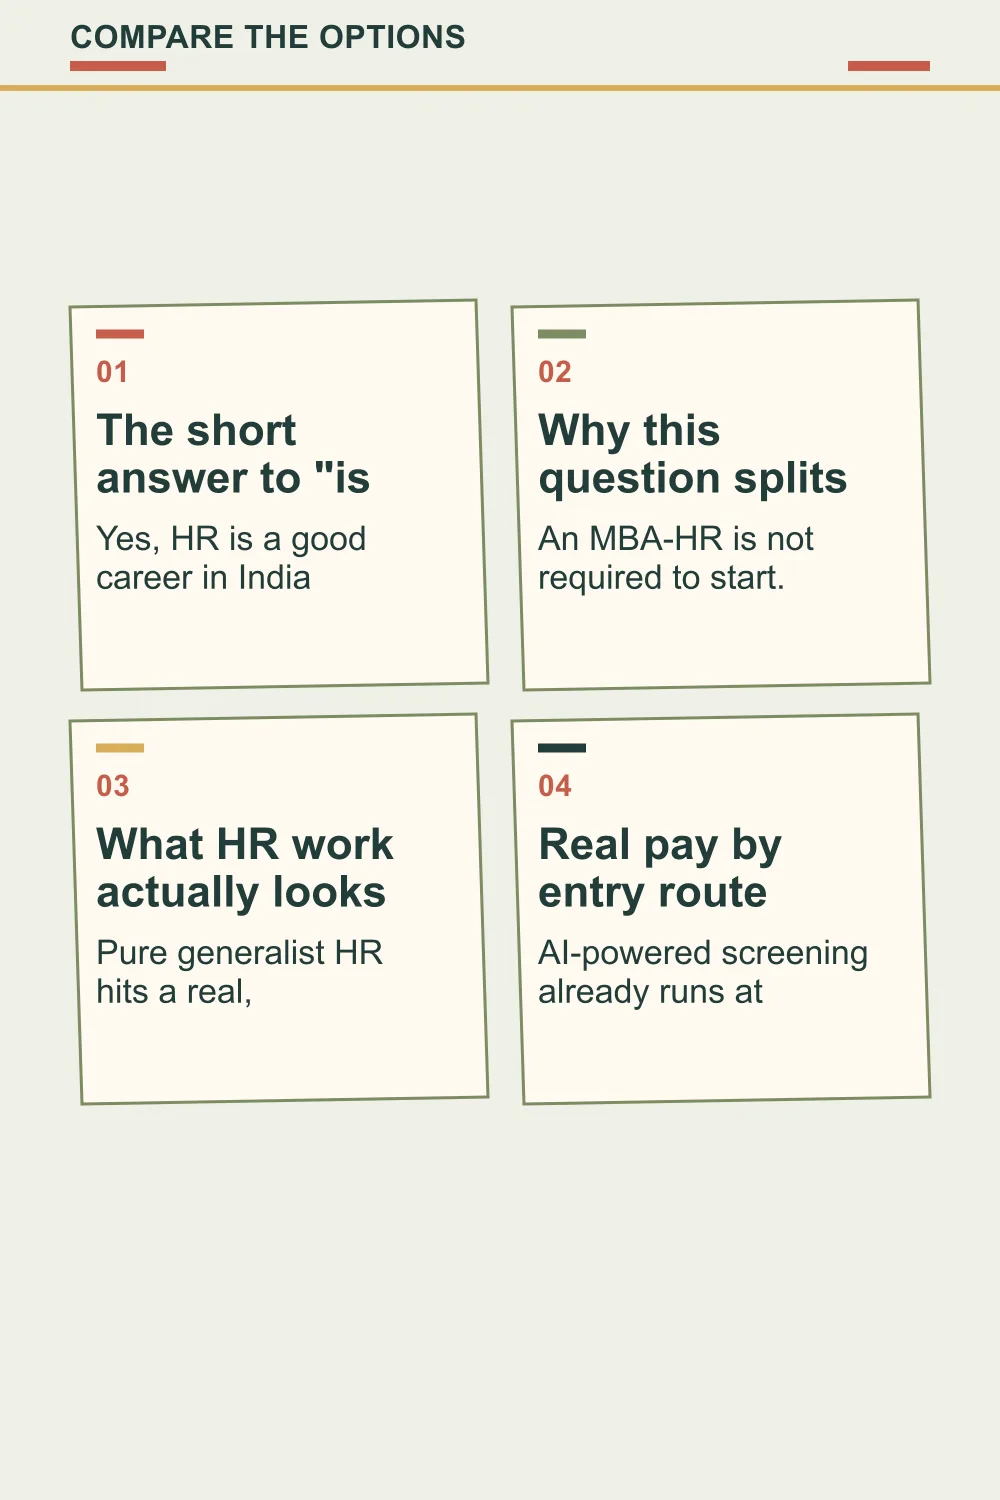 COMPARE THE OPTIONS
01
The short
answer to "is
Yes, HR is a good
career in India
02
Why this
question splits
An MBA-HR is not
required to start.
03
What HR work
actually looks
Pure generalist HR
hits a real,
04
Real pay by
entry route
AI-powered screening
already runs at